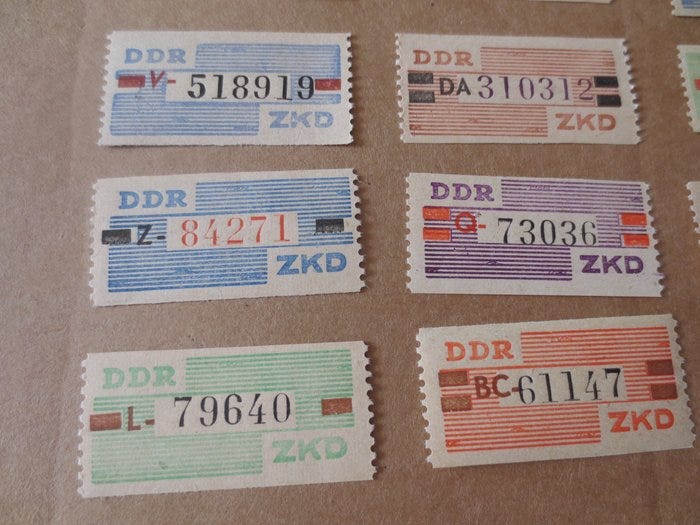 DDR
V- 518919
ZKD
DDR
DA 310312
ZKD
DDR
Z- 84271
ZKD
DDR
Q- 73036
ZKD
DDR
L- 79640
ZKD
DDR
BC- 61147
ZKD